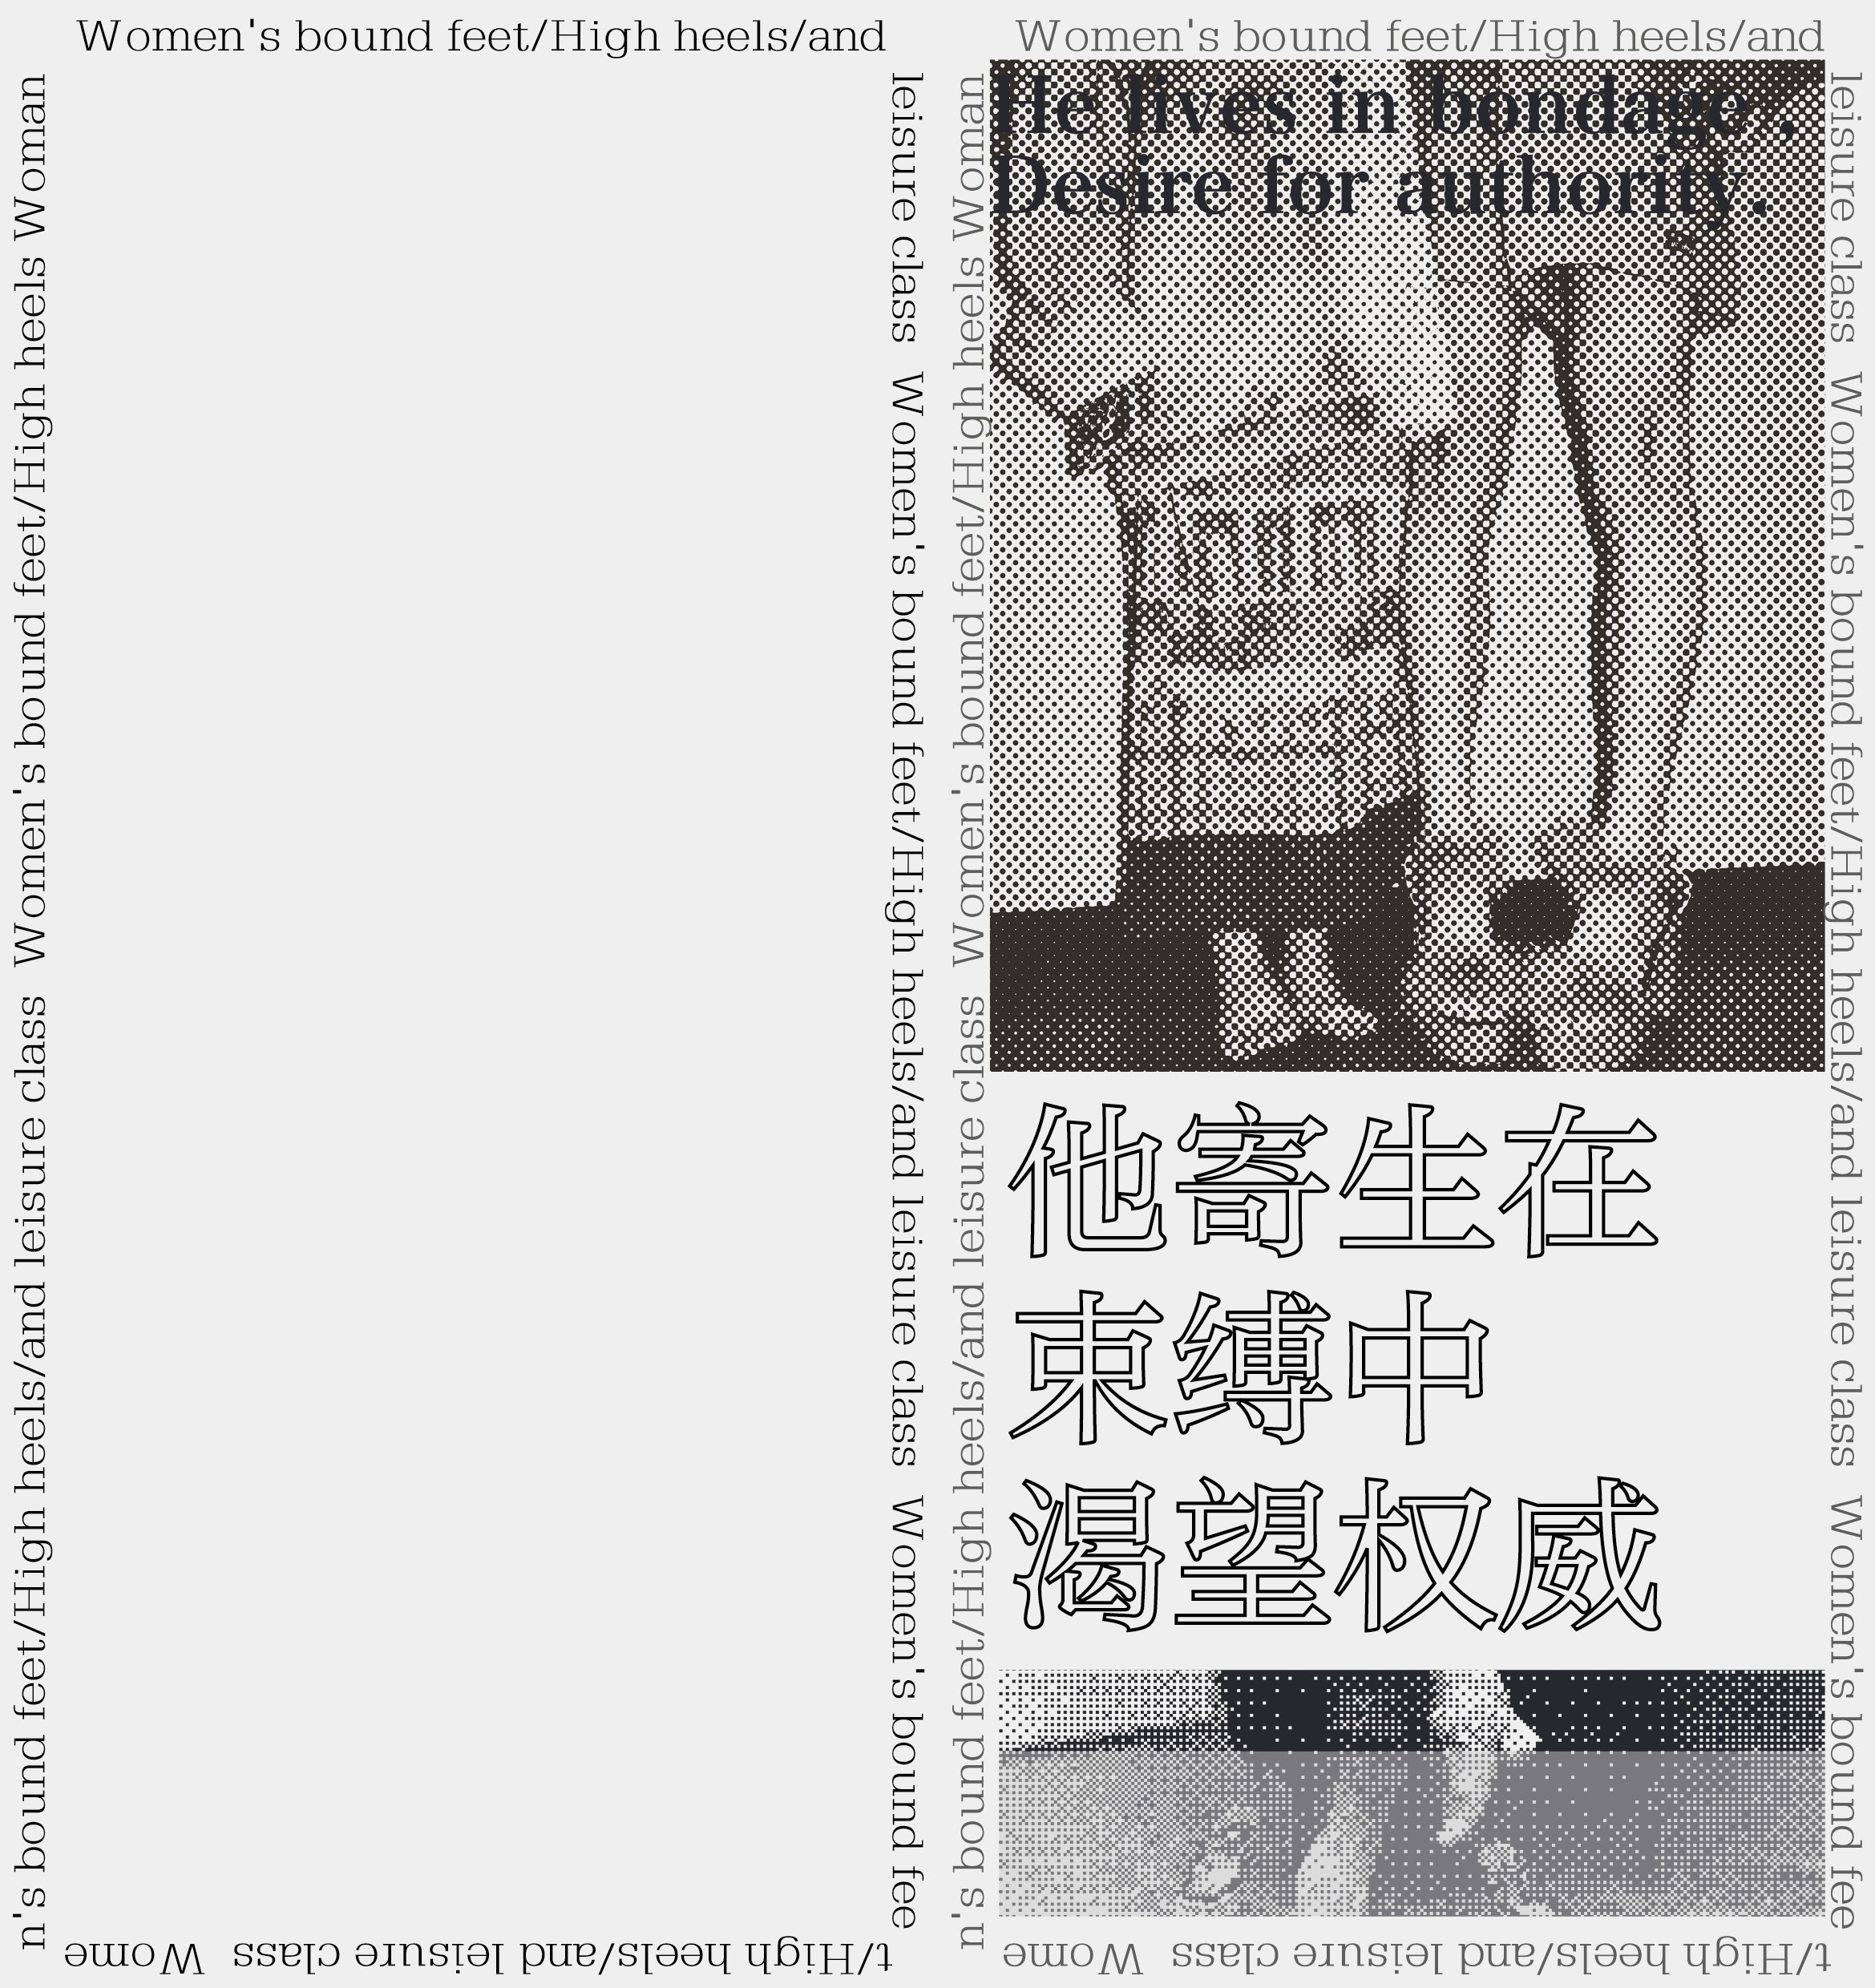 Women's bound feet/High heels/and
leisure class  Women's bound feet/High heels/and leisure class  Women's bound fee
t/High heels/and leisure class  Wome
n's bound feet/High heels/and leisure class  Women's bound feet/High heels Woman
Women's bound feet/High heels/and
leisure class  Women's bound feet/High heels/and leisure class  Women's bound fee
t/High heels/and leisure class  Wome
n's bound feet/High heels/and leisure class  Women's bound feet/High heels Woman
He lives in bondage .
Desire for authority.
他寄生在
束缚中
渴望权威